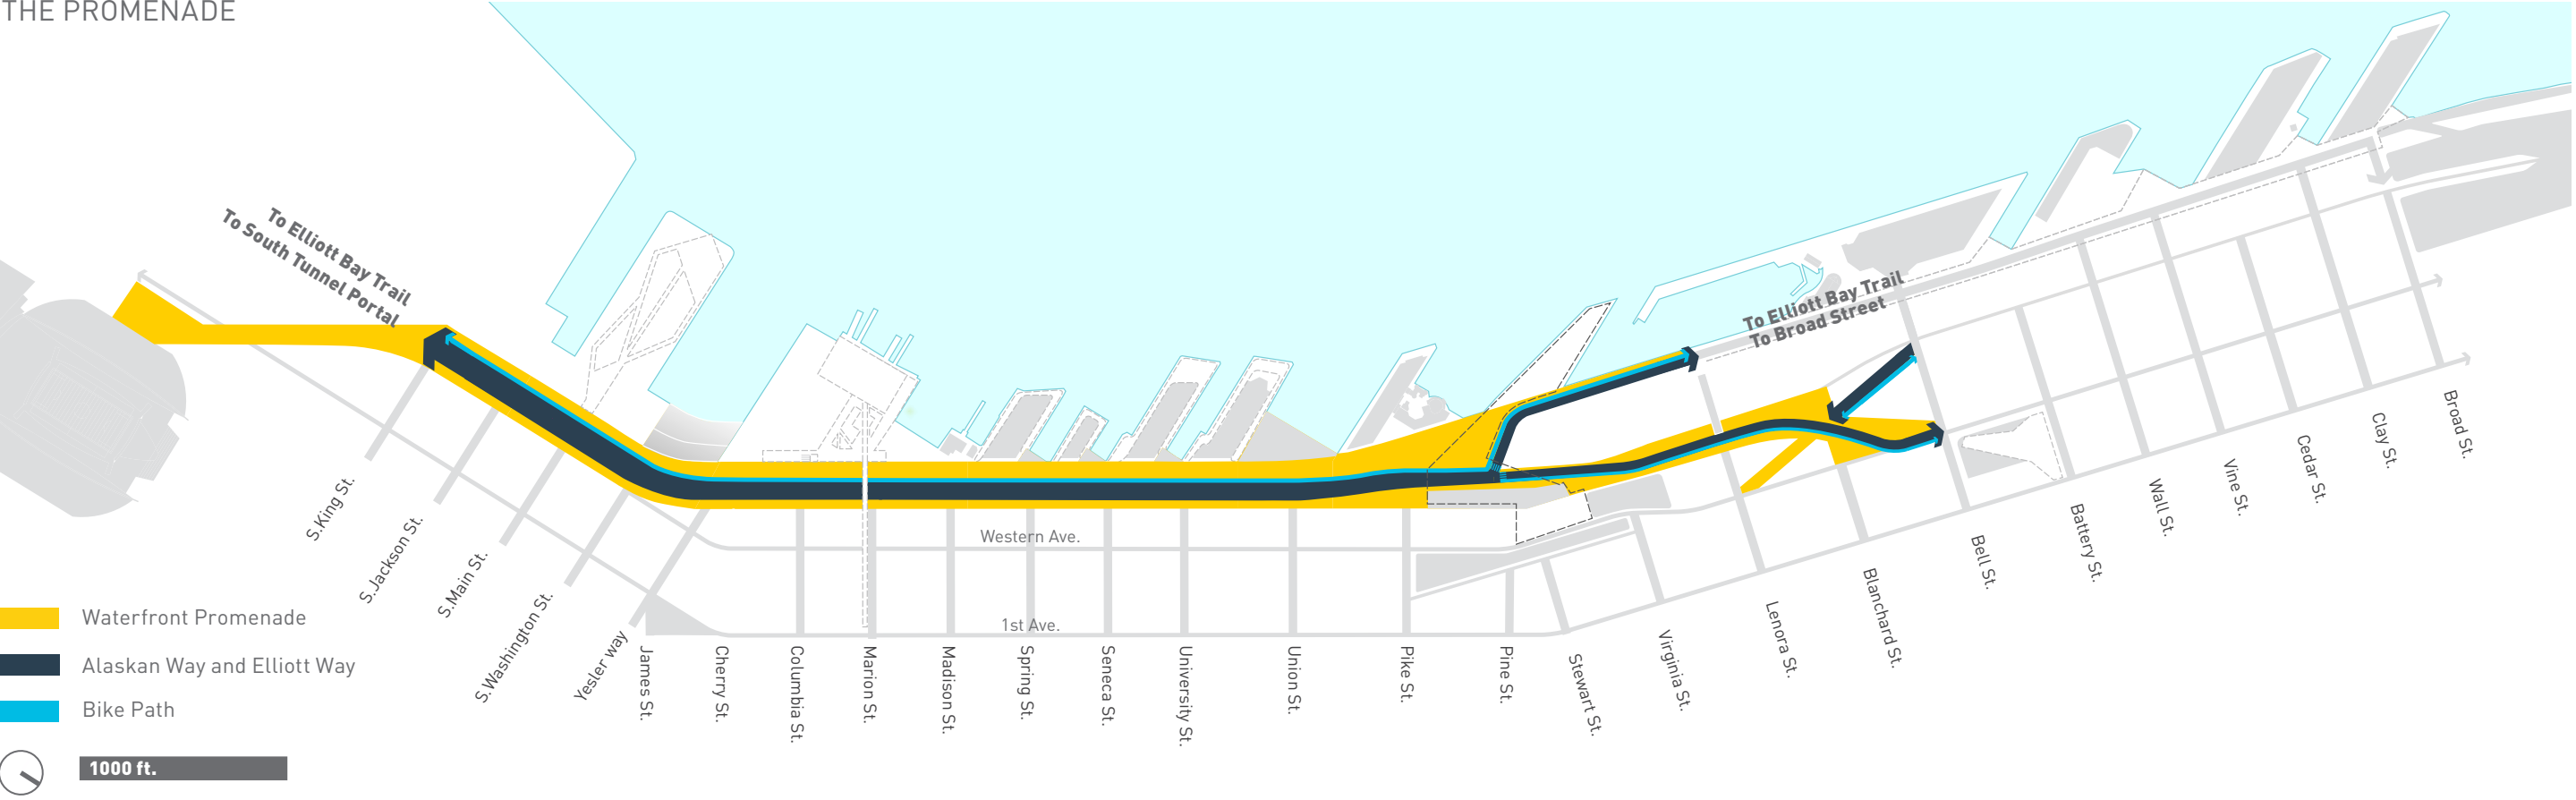 THE PROMENADE
To Elliott Bay Trail
To South Tunnel Portal
To Elliott Bay Trail
To Broad Street
S.King St.
S.Jackson St.
S.Main St.
S.Washington St.
Yesler way
James St.
Cherry St.
Columbia St.
Marion St.
Madison St.
Spring St.
Seneca St.
University St.
Union St.
Pike St.
Pine St.
Stewart St.
Virginia St.
Lenora St.
Blanchard St.
Bell St.
Battery St.
Wall St.
Vine St.
Cedar St.
Clay St.
Broad St.
Western Ave.
1st Ave.
Waterfront Promenade
Alaskan Way and Elliott Way
Bike Path
1000 ft.